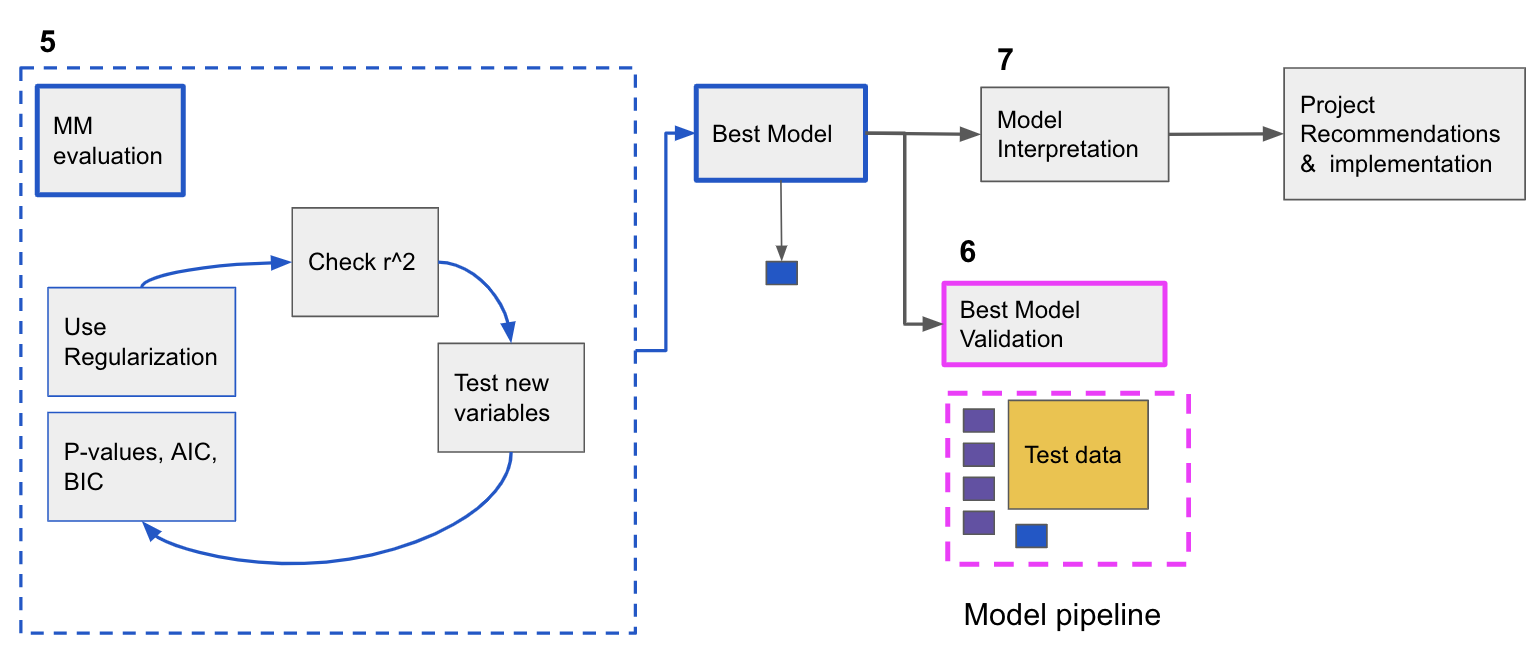 5
MM
evaluation
Check r^2
Use
Regularization
Test new
variables
P-values, AIC,
BIC
Best Model
7
Model
Interpretation
Project
Recommendations
& implementation
6
Best Model
Validation
Test data
Model pipeline